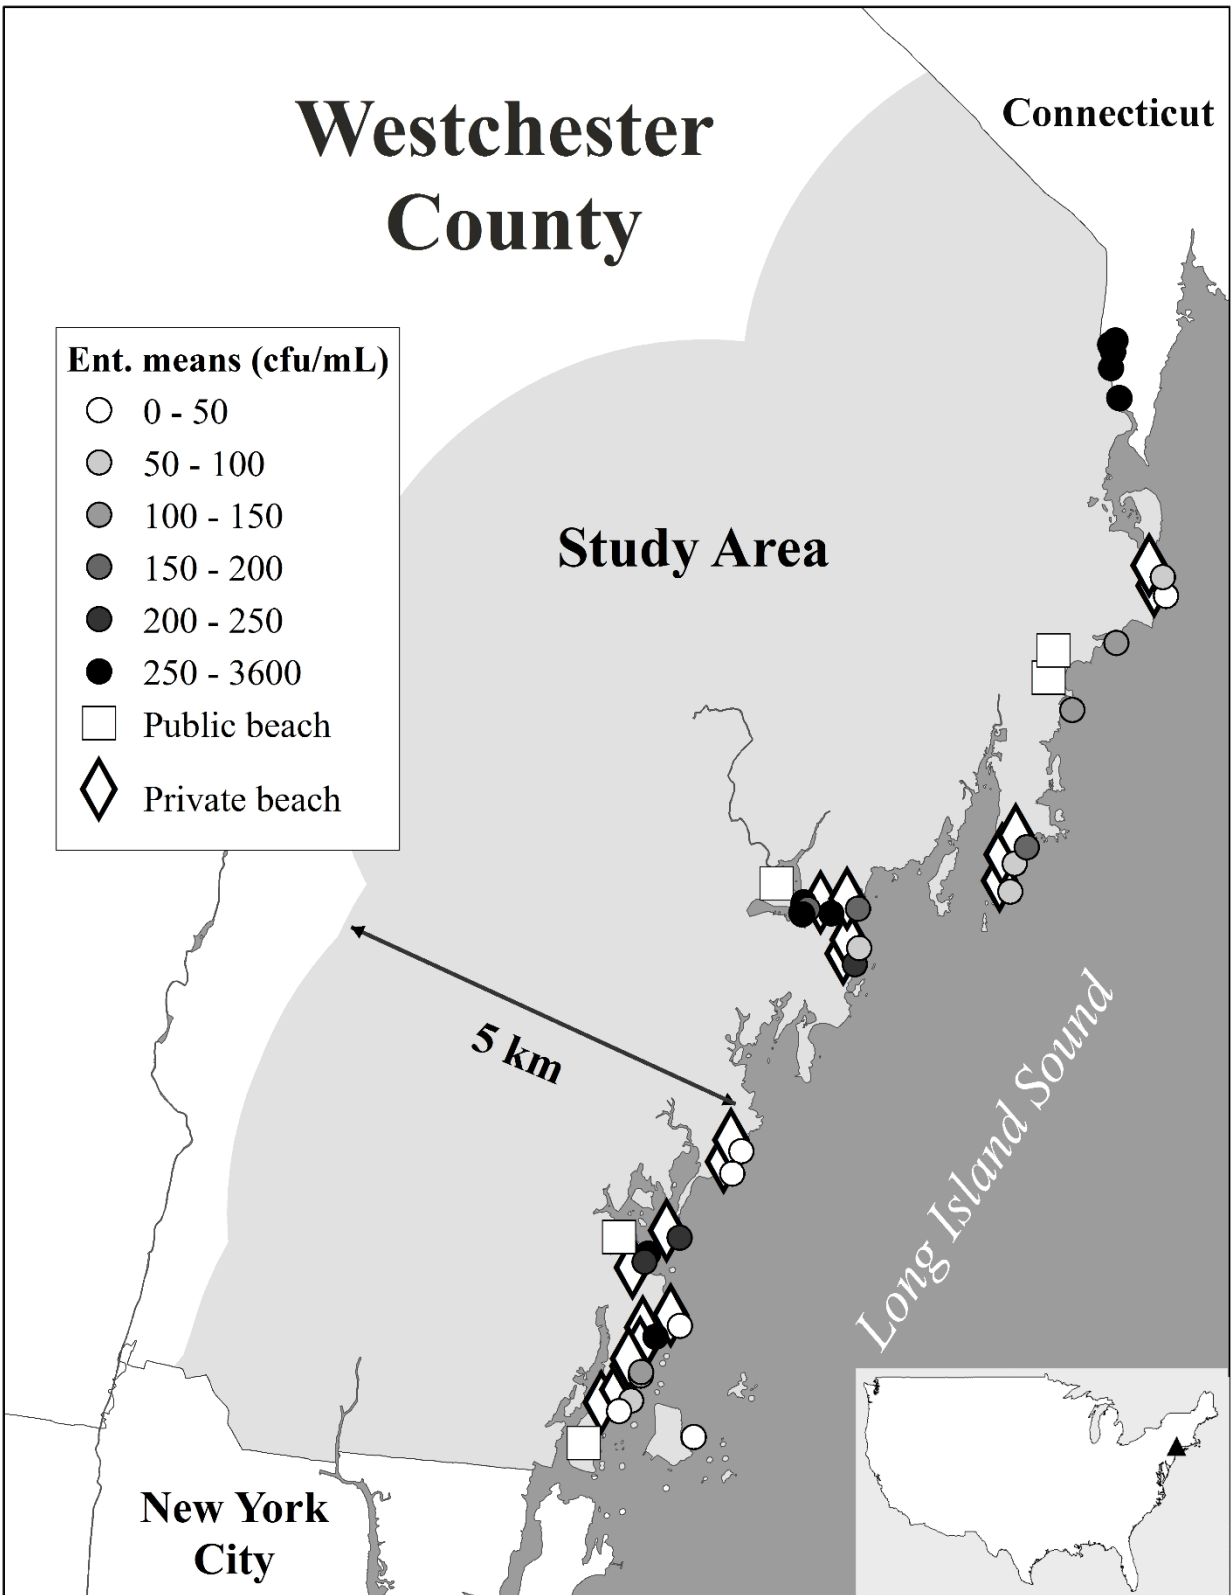 Westchester
County
Connecticut
Ent. means (cfu/mL)
0 - 50
50 - 100
100 - 150
150 - 200
200 - 250
250 - 3600
Public beach
Private beach
Study Area
5 km
Long Island Sound
New York
City